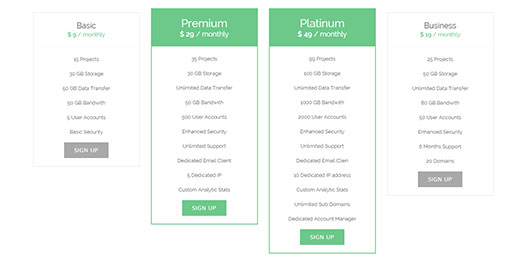 Basic
$ 9 / monthly
15 Projects
30 GB Storage
50 GB Data Transfer
50 GB Bandwith
5 User Accounts
Basic Security
SIGN UP
Premium
$ 29 / monthly
35 Projects
30 GB Storage
Unlimited Data Transfer
50 GB Bandwith
500 User Accounts
Enhanced Security
Unlimited Support
Dedicated Email Client
5 Dedicated IP
Custom Analytic Stats
SIGN UP
Platinum
$ 49 / monthly
99 Projects
100 GB Storage
Unlimited Data Transfer
1000 GB Bandwith
2000 User Accounts
Enhanced Security
Unlimited Support
Dedicated Email Clien
10 Dedicated IP address
Custom Analytic Stats
Unlimited Sub Domains
Dedicated Account Manager
SIGN UP
Business
$ 19 / monthly
25 Projects
50 GB Storage
Unlimited Data Transfer
80 GB Bandwith
50 User Accounts
Enhanced Security
6 Months Support
20 Domains
SIGN UP